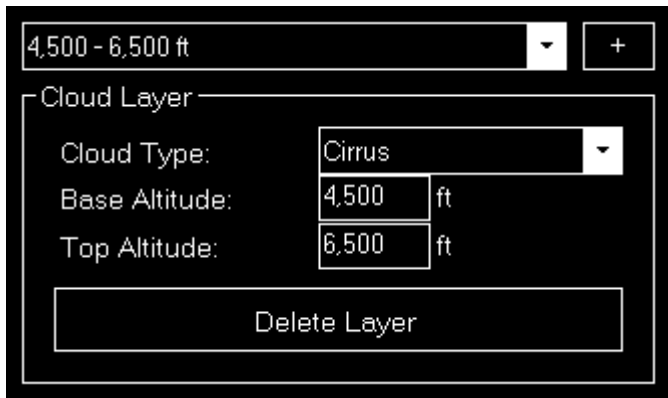 4,500 - 6,500 ft +
Cloud Layer
Cloud Type: Cirrus
Base Altitude: 4,500 ft
Top Altitude: 6,500 ft
Delete Layer